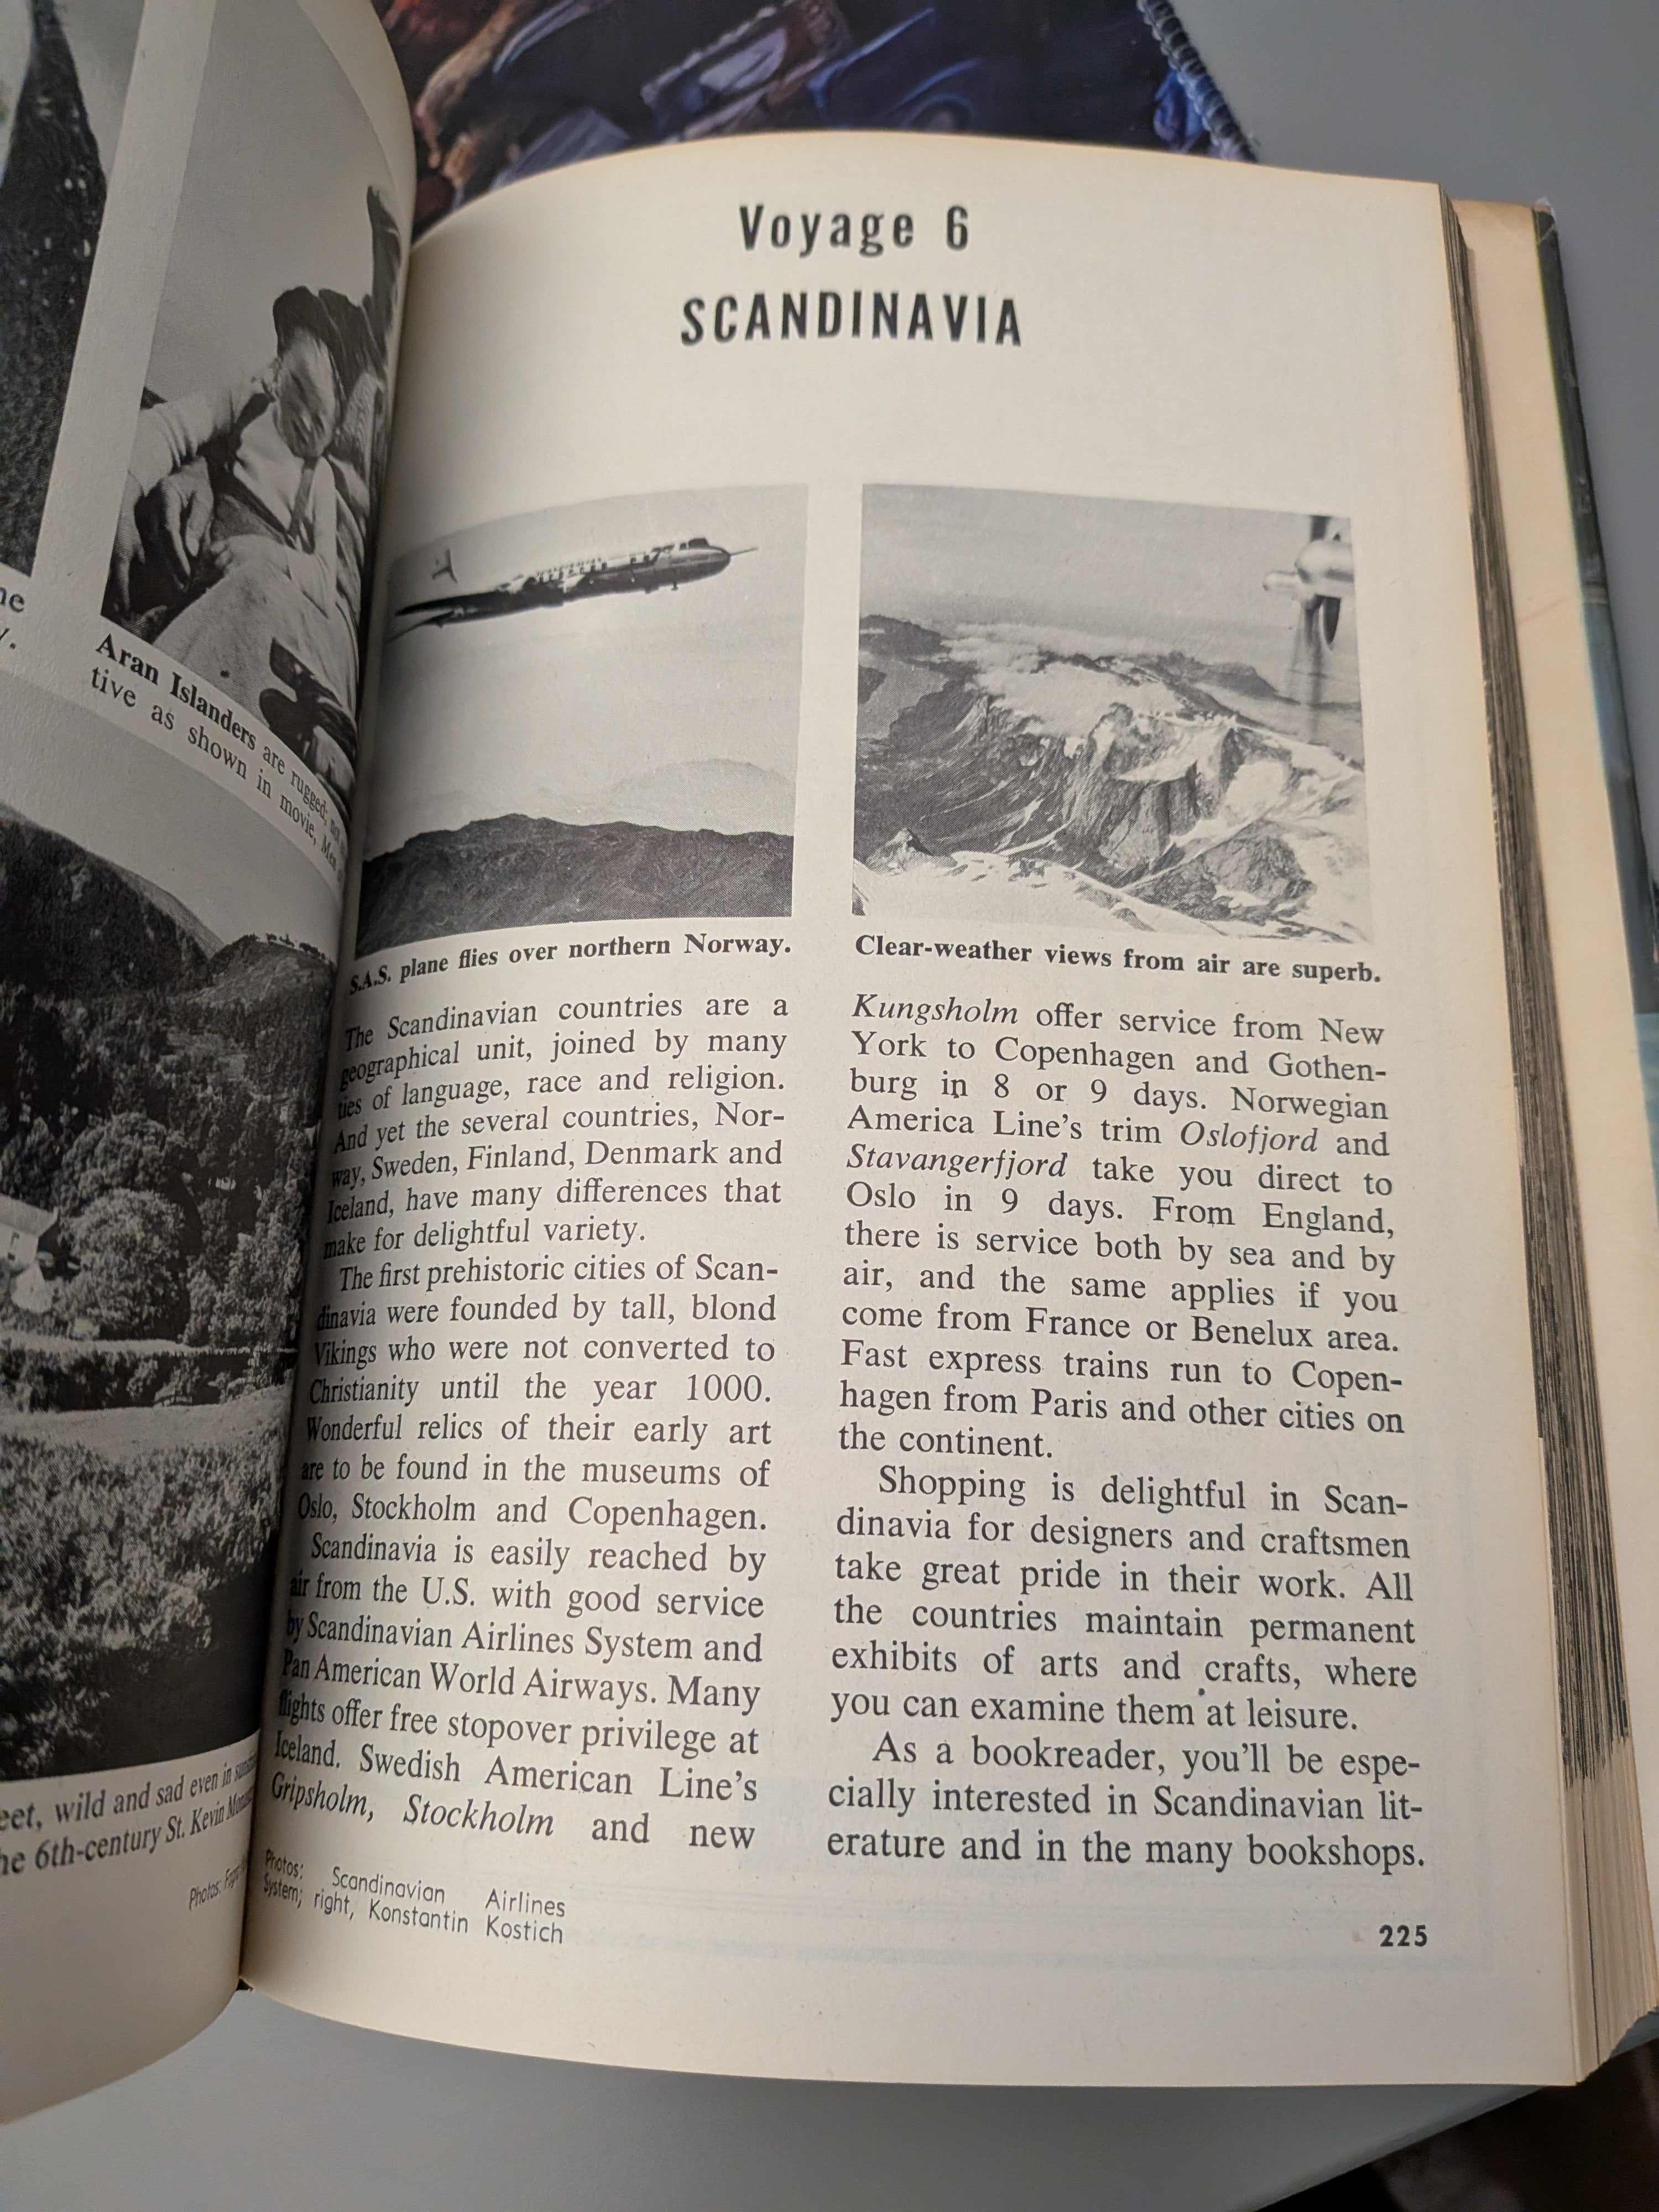 ne
y.
Aran Islanders are rugged;
tive as shown in movie,
eet, wild and sad even in
he 6th-century St. Kevin
Photos:
Voyage 6
SCANDINAVIA
S.A.S. plane flies over northern Norway.
The Scandinavian countries are a
geographical unit, joined by many
ties of language, race and religion.
And yet the several countries, Nor-
way, Sweden, Finland, Denmark and
Iceland, have many differences that
make for delightful variety.
The first prehistoric cities of Scan-
dinavia were founded by tall, blond
Vikings who were not converted to
Christianity until the year 1000.
Wonderful relics of their early art
are to be found in the museums of
Oslo, Stockholm and Copenhagen.
Scandinavia is easily reached by
air from the U.S. with good service
by Scandinavian Airlines System and
Pan American World Airways. Many
flights offer free stopover privilege at
Iceland. Swedish American Line's
Gripsholm, Stockholm and new
Photos: Scandinavian Airlines
System; right, Konstantin Kostich
Clear-weather views from air are superb.
Kungsholm offer service from New
York to Copenhagen and Gothen-
burg in 8 or 9 days. Norwegian
America Line's trim Oslofjord and
Stavangerfjord take you direct to
Oslo in 9 days. From England,
there is service both by sea and by
air, and the same applies if you
come from France or Benelux area.
Fast express trains run to Copen-
hagen from Paris and other cities on
the continent.
Shopping is delightful in Scan-
dinavia for designers and craftsmen
take great pride in their work. All
the countries maintain permanent
exhibits of arts and crafts, where
you can examine them at leisure.
As a bookreader, you'll be espe-
cially interested in Scandinavian lit-
erature and in the many bookshops.
225